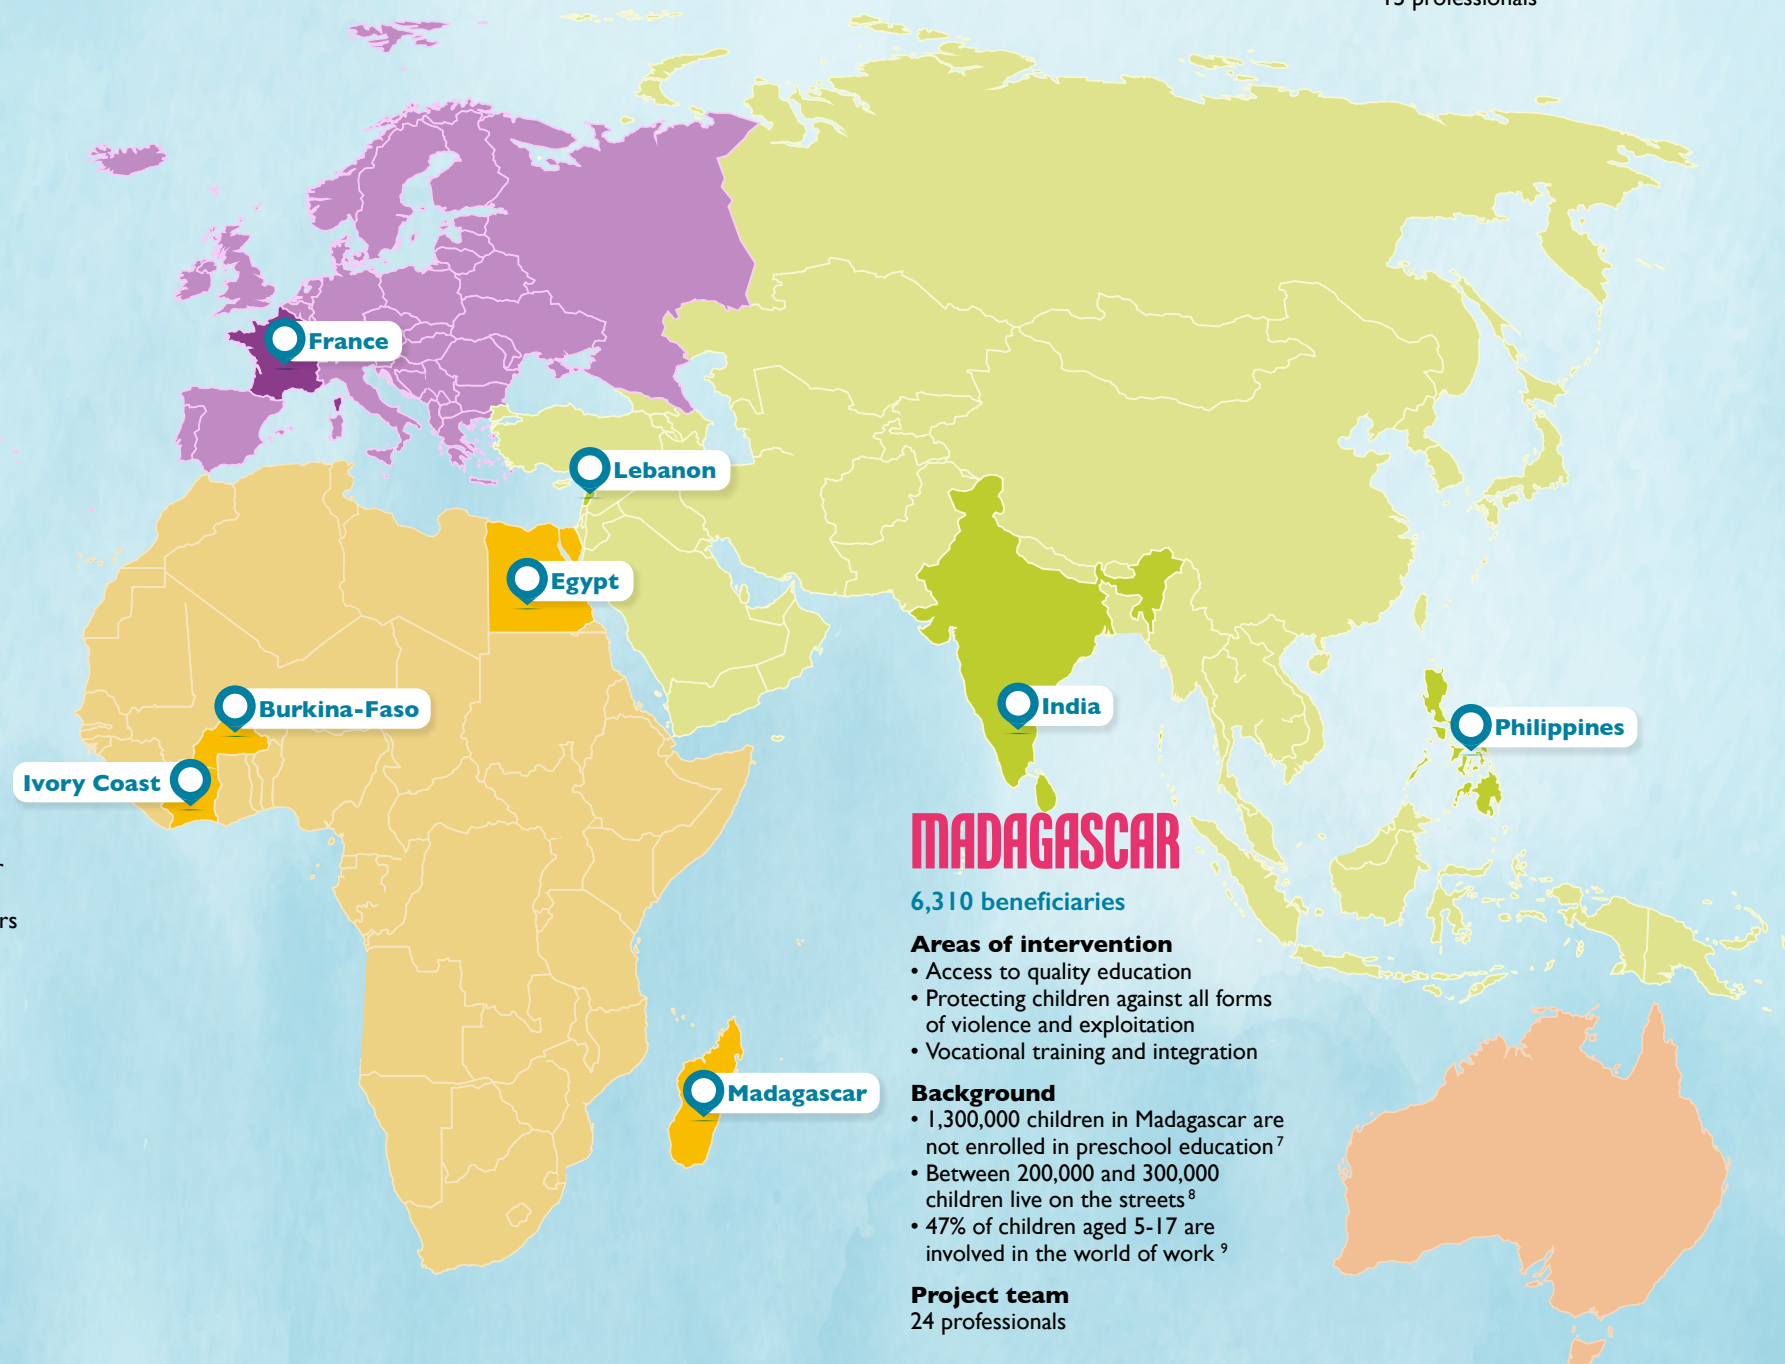 15 professionals
France
Lebanon
Egypt
Burkina-Faso
India
Philippines
Ivory Coast
rs
MADAGASCAR
6,310 beneficiaries
Areas of intervention
• Access to quality education
• Protecting children against all forms
of violence and exploitation
• Vocational training and integration
Madagascar
Background
• 1,300,000 children in Madagascar are
not enrolled in preschool education 7
• Between 200,000 and 300,000
children live on the streets 8
• 47% of children aged 5-17 are
involved in the world of work 9
Project team
24 professionals